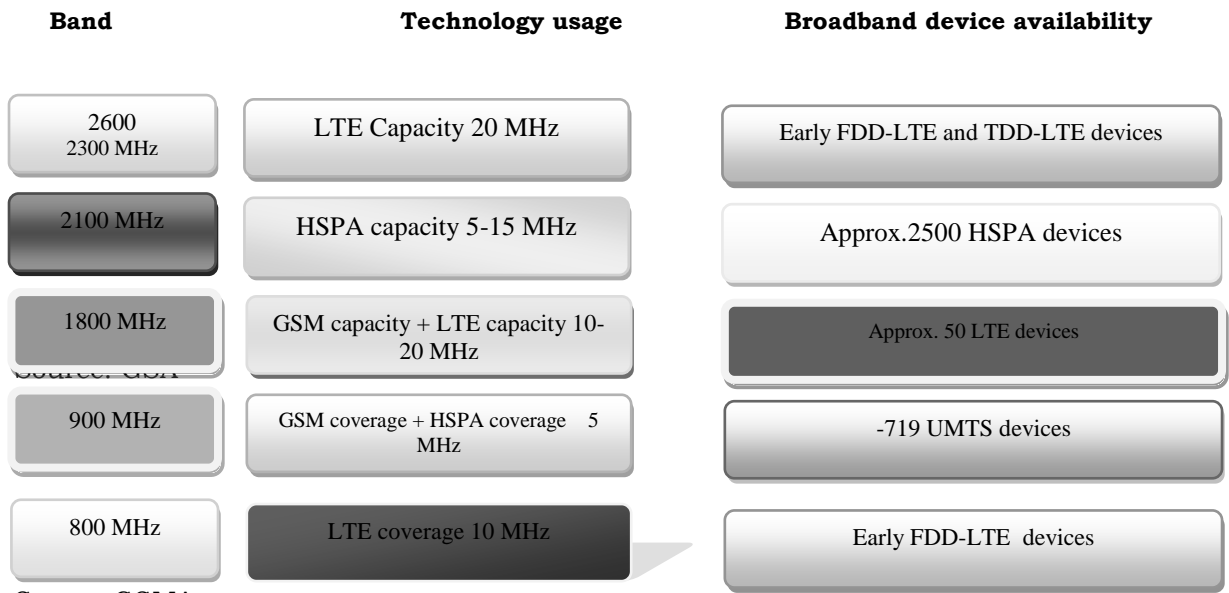 Band Technology usage Broadband device availability
2600
2300 MHz
LTE Capacity 20 MHz
Early FDD-LTE and TDD-LTE devices
2100 MHz
HSPA capacity 5-15 MHz
Approx.2500 HSPA devices
1800 MHz
GSM capacity + LTE capacity 10-
20 MHz
Approx. 50 LTE devices
Source: GSA
900 MHz
GSM coverage + HSPA coverage 5
MHz
-719 UMTS devices
800 MHz
LTE coverage 10 MHz
Early FDD-LTE devices